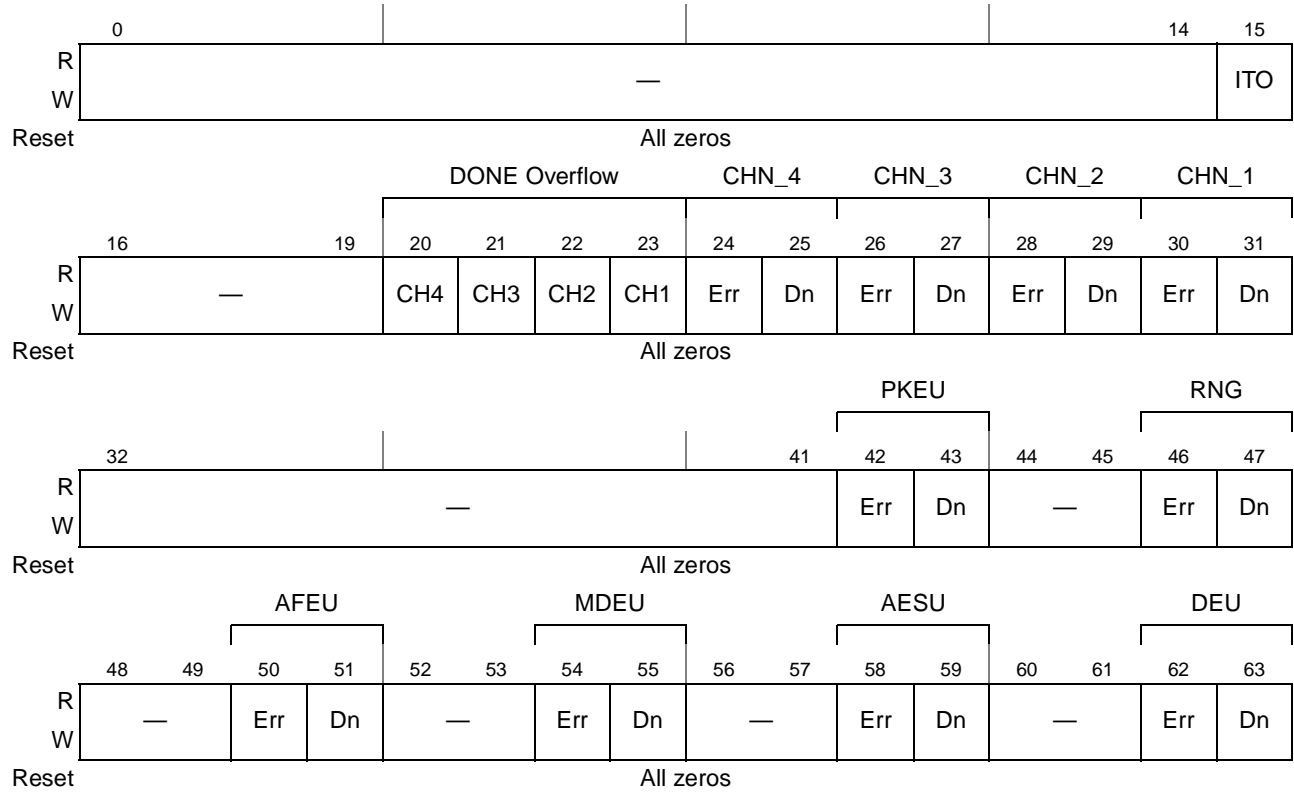 0 14 15
R
W
— ITO
Reset All zeros
DONE Overflow CHN_4 CHN_3 CHN_2 CHN_1
16 19 20 21 22 23 24 25 26 27 28 29 30 31
R
W
— CH4 CH3 CH2 CH1 Err Dn Err Dn Err Dn Err Dn
Reset All zeros
PKEU RNG
32 41 42 43 44 45 46 47
R
W
— Err Dn — Err Dn
Reset All zeros
AFEU MDEU AESU DEU
48 49 50 51 52 53 54 55 56 57 58 59 60 61 62 63
R
W
— Err Dn — Err Dn — Err Dn — Err Dn
Reset All zeros